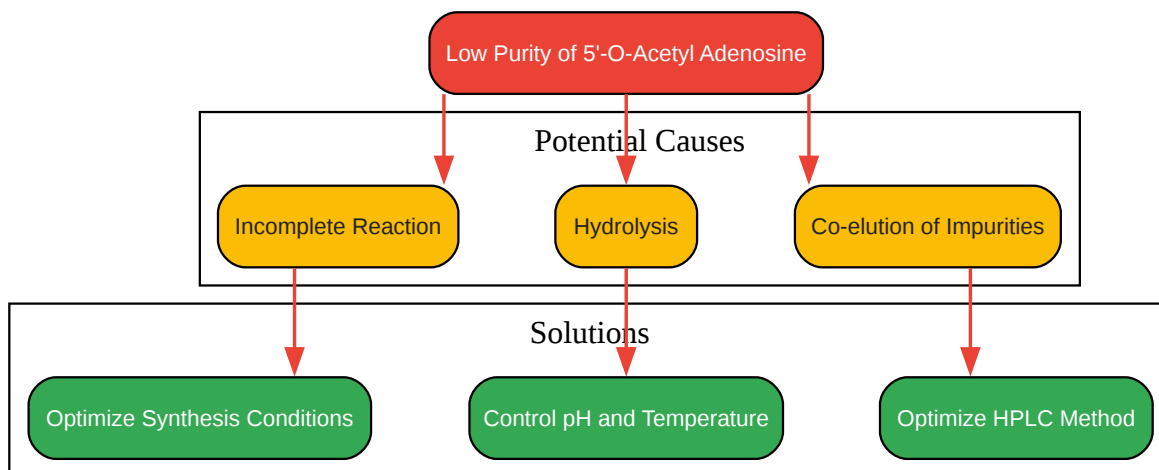 Low Purity of 5'-O-Acetyl Adenosine
Potential Causes
Incomplete Reaction
Hydrolysis
Co-elution of Impurities
Solutions
Optimize Synthesis Conditions
Control pH and Temperature
Optimize HPLC Method